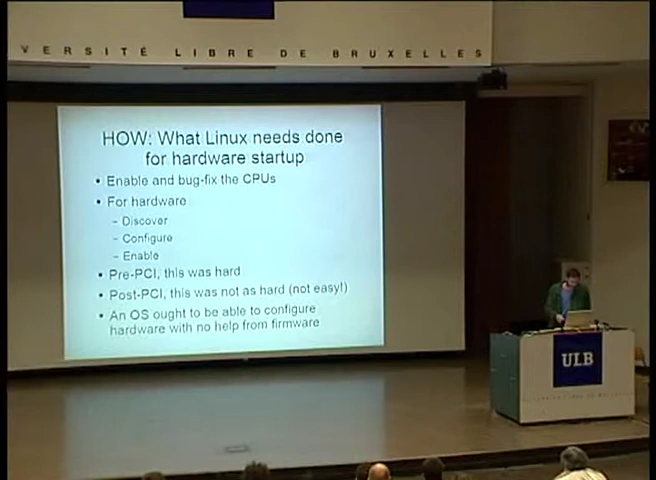 VERSITÉ LIBRE DE BRUXELLES
HOW: What Linux needs done
for hardware startup
• Enable and bug-fix the CPUs
• For hardware
– Discover
– Configure
– Enable
• Pre-PCI, this was hard
• Post-PCI, this was not as hard (not easy!)
• An OS ought to be able to configure
hardware with no help from firmware
ULB